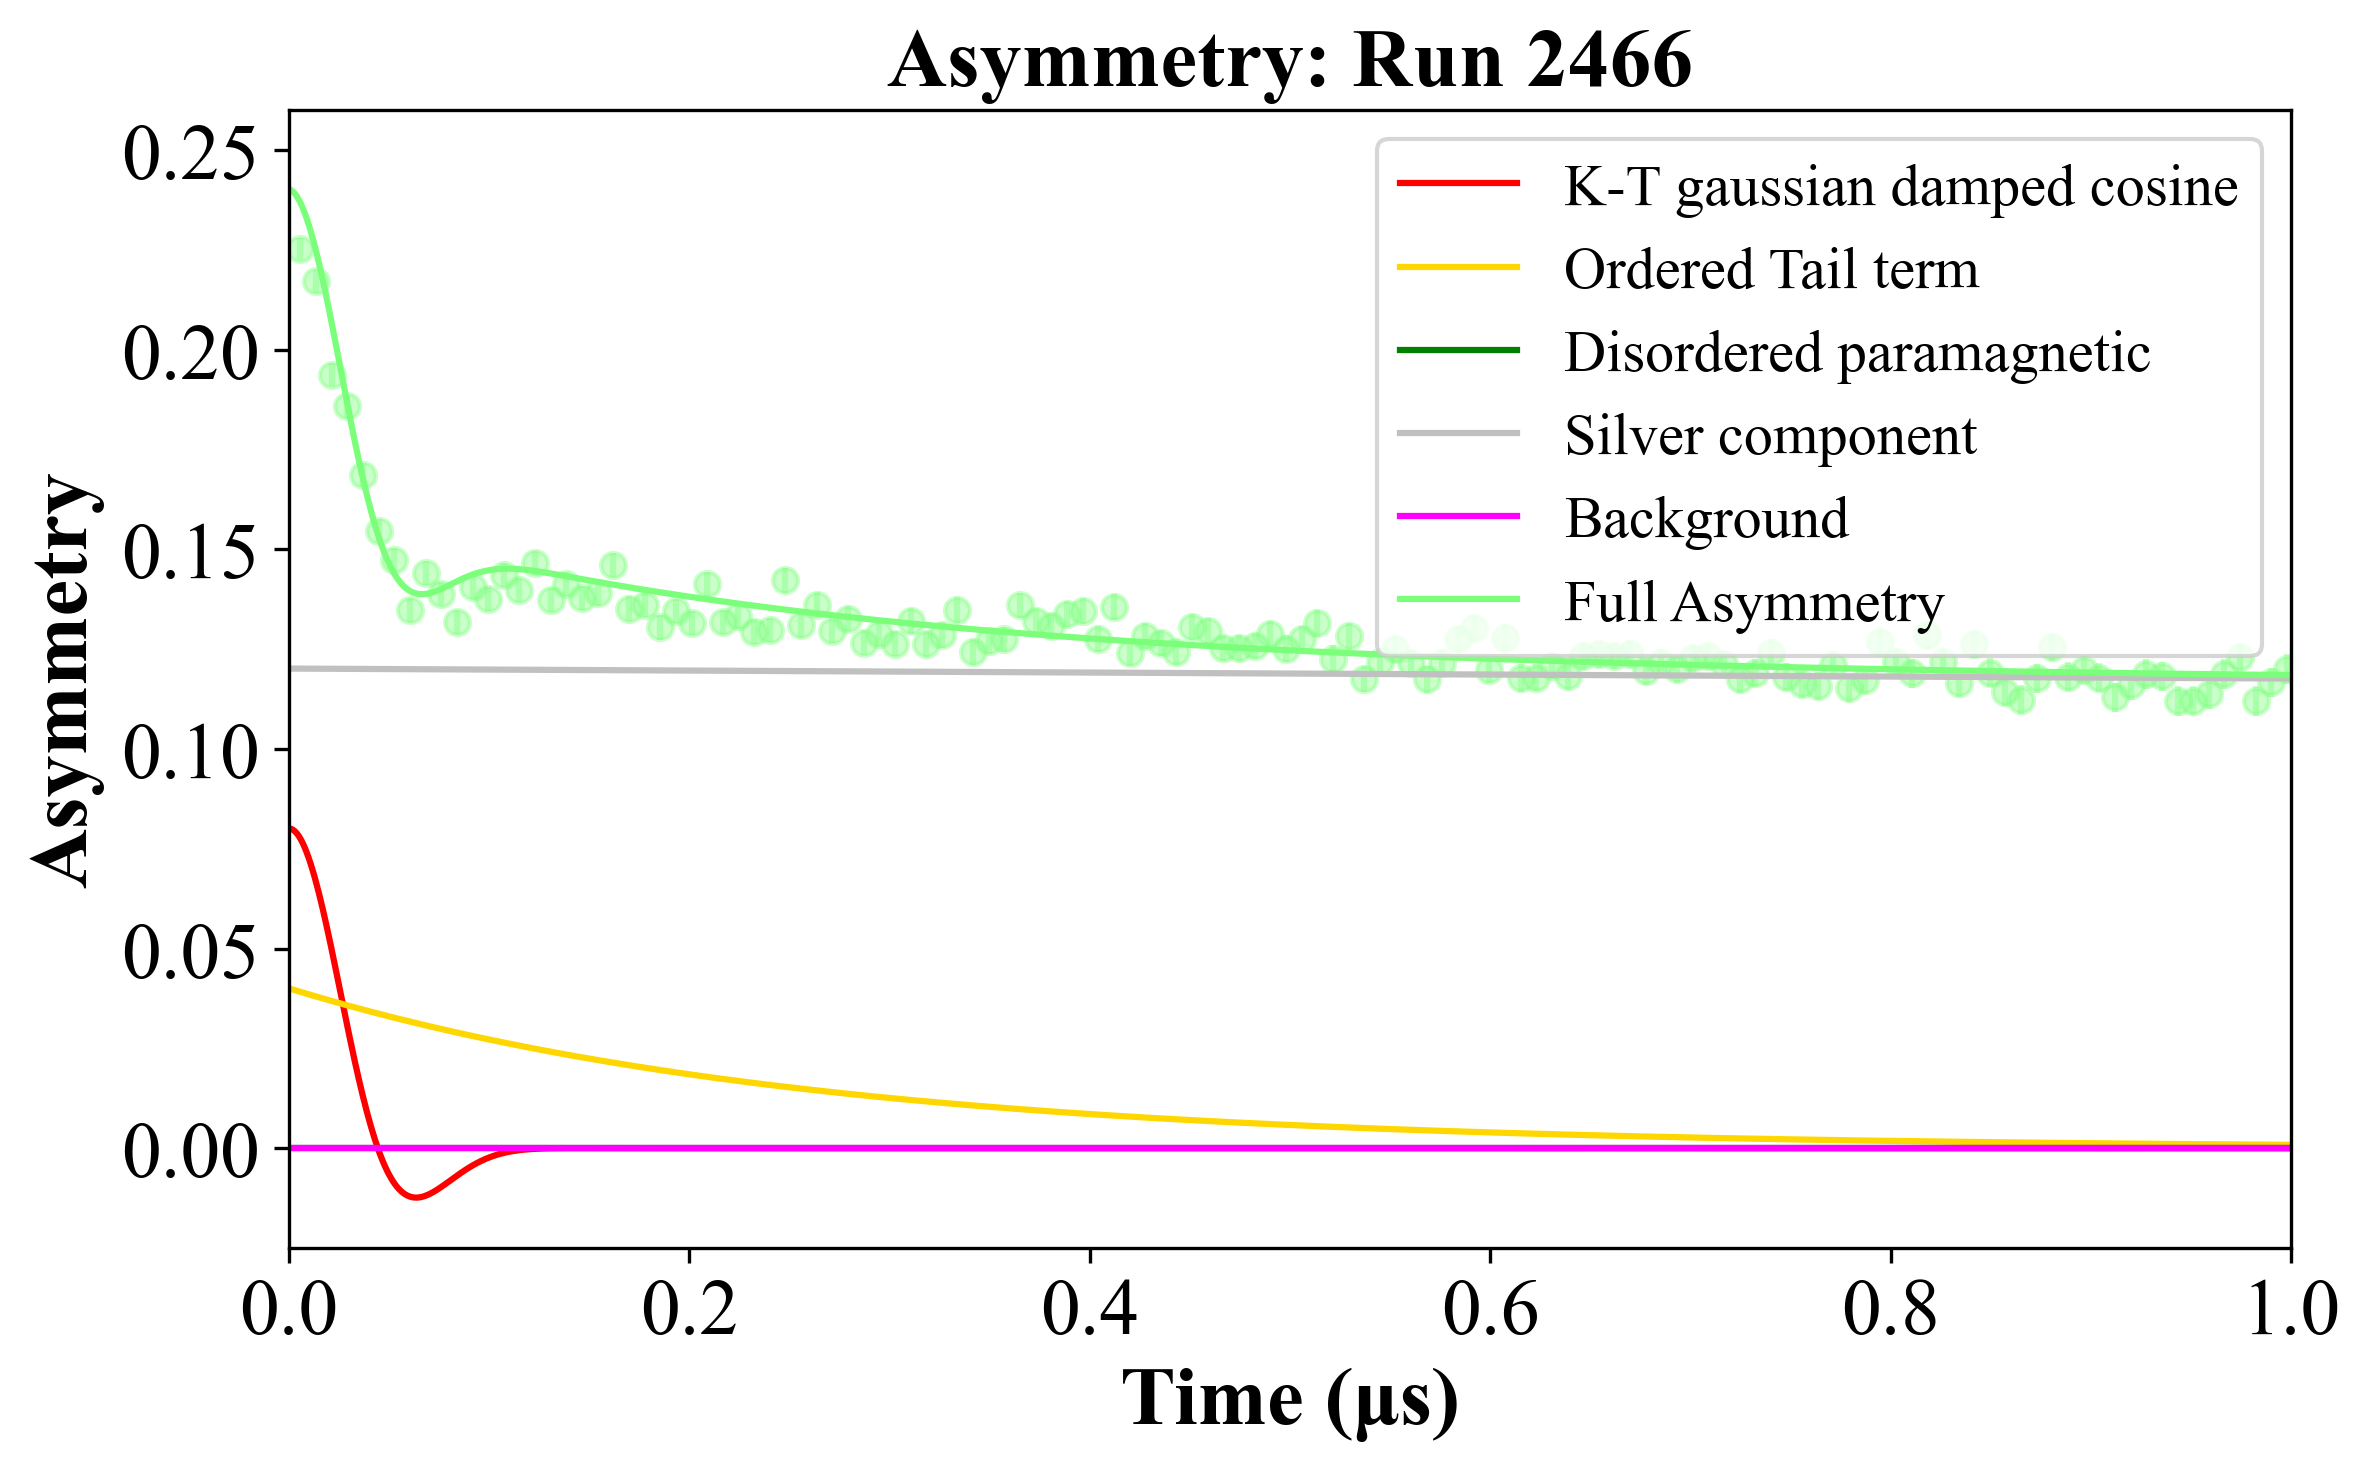 Asymmetry: Run 2466
0.25
0.20
0.15
0.10
0.05
0.00
Asymmetry
K-T gaussian damped cosine
Ordered Tail term
Disordered paramagnetic
Silver component
Background
Full Asymmetry
0.0 0.2 0.4 0.6 0.8 1.0
Time (μs)